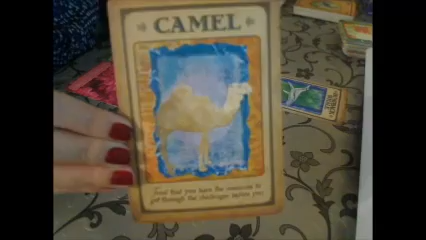 CAMEL
Trust that you have the resources to
get through the challenges before you.